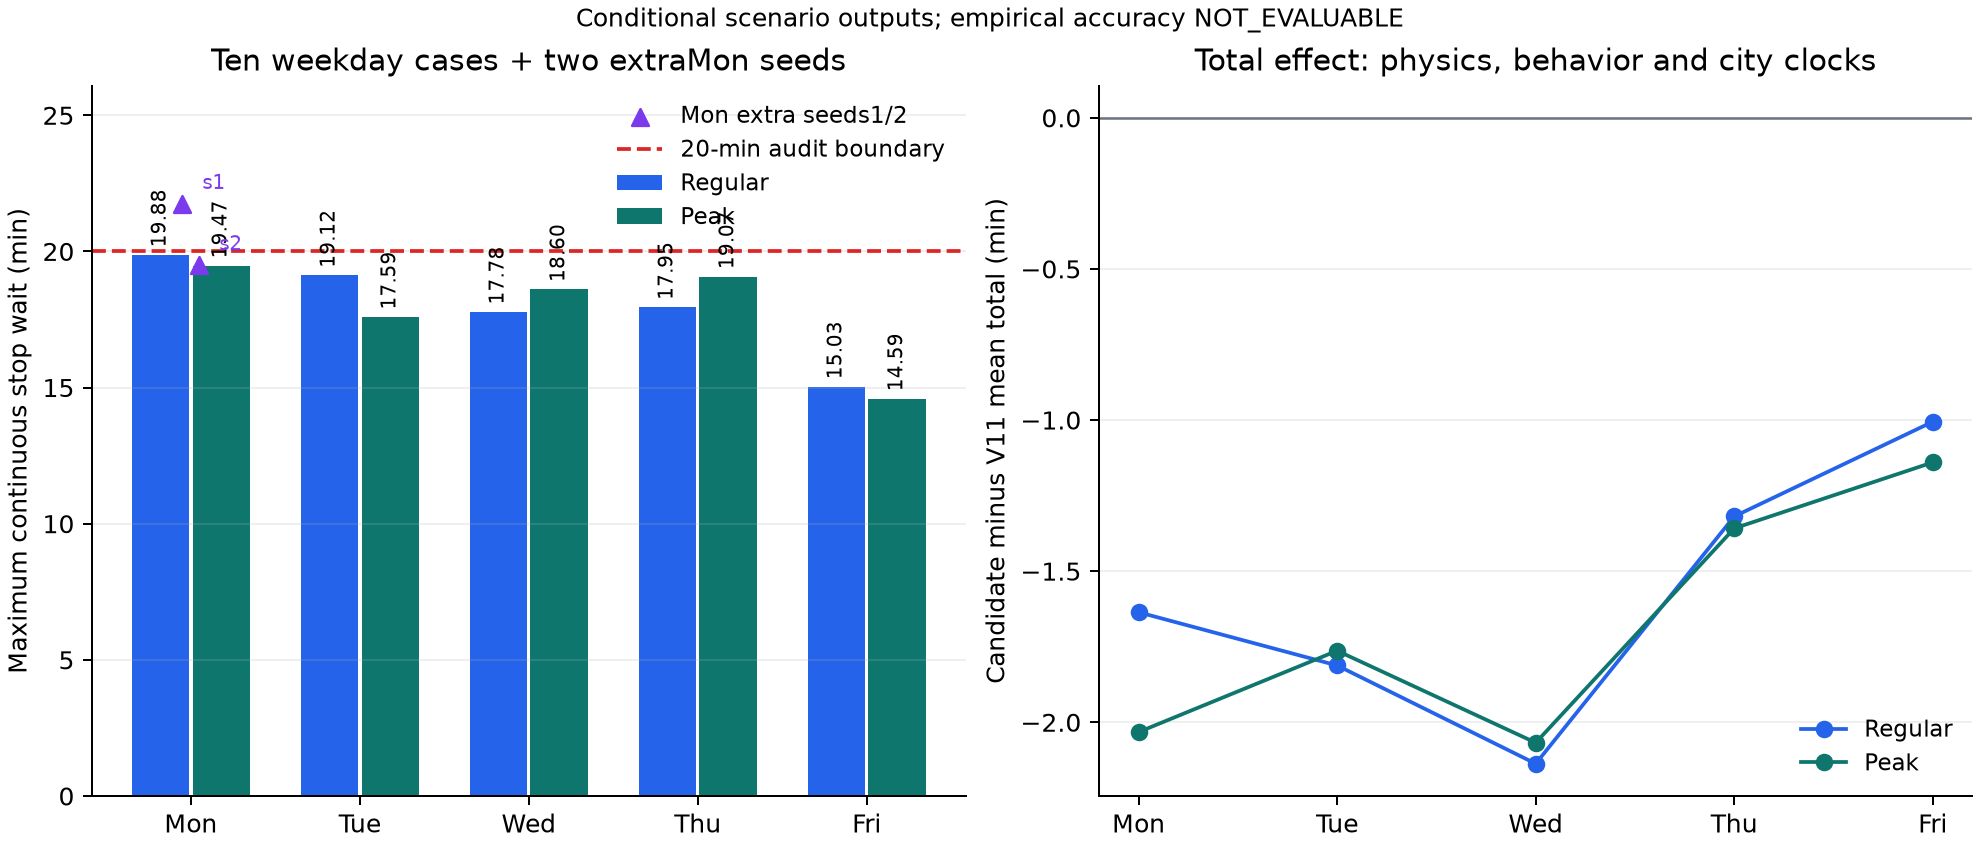 Conditional scenario outputs; empirical accuracy NOT_EVALUABLE
Ten weekday cases + two extraMon seeds
Maximum continuous stop wait (min)
25
20
15
10
5
0
Mon extra seeds1/2
20-min audit boundary
Regular
Peak
s1
s2
19.88
19.47
19.12
17.59
17.78
18.60
17.95
19.07
15.03
14.59
Mon
Tue
Wed
Thu
Fri
Total effect: physics, behavior and city clocks
Candidate minus V11 mean total (min)
0.0
−0.5
−1.0
−1.5
−2.0
Regular
Peak
Mon
Tue
Wed
Thu
Fri